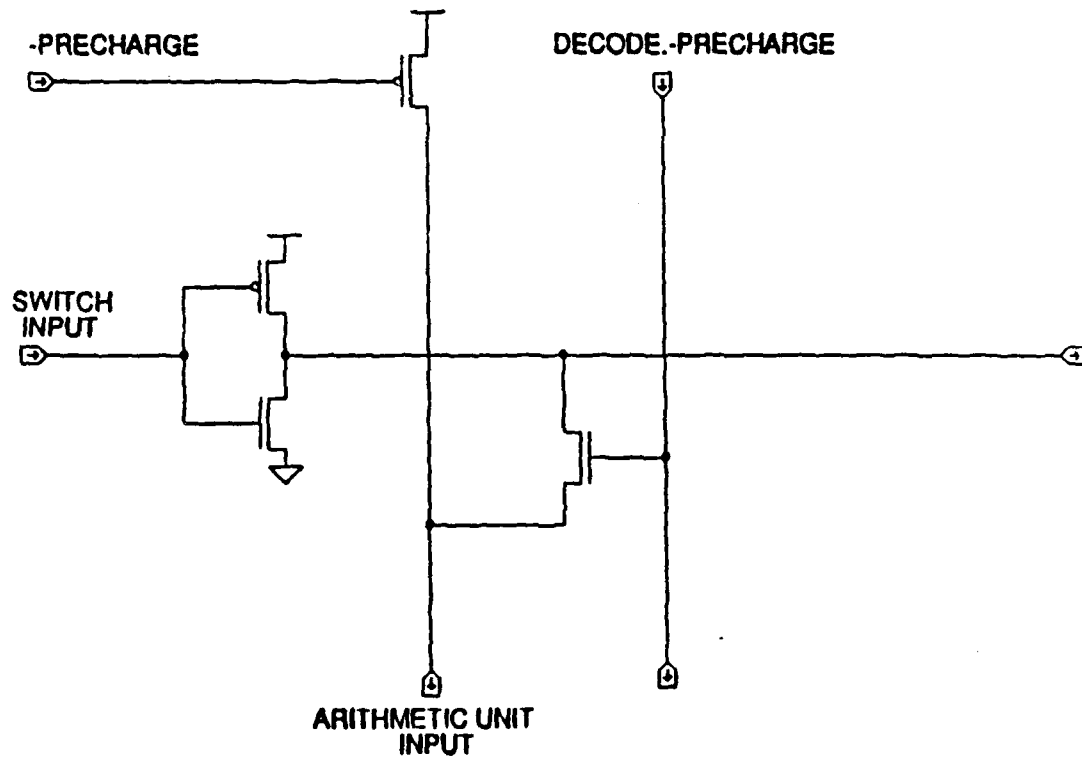 -PRECHARGE
DECODE.-PRECHARGE
SWITCH
INPUT
ARITHMETIC UNIT
INPUT